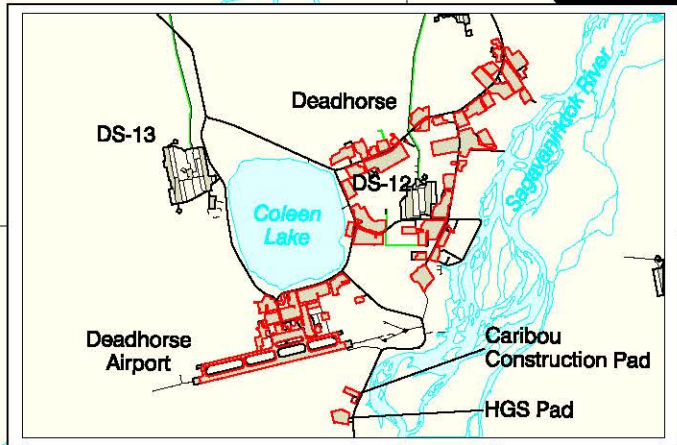 Deadhorse
DS-13
DS-12
Sagavanirktok River
Coleen
Lake
Deadhorse
Airport
Caribou
Construction Pad
HGS Pad